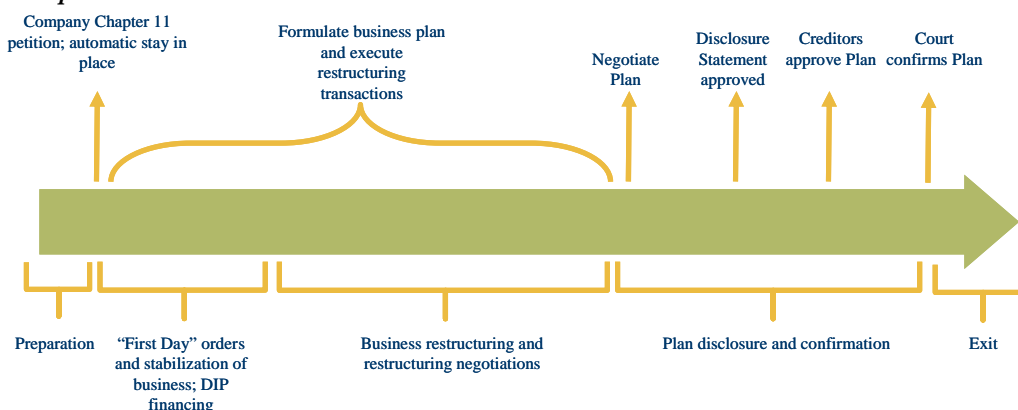 Company Chapter 11
petition; automatic stay in
place
Formulate business plan
and execute
restructuring
transactions
Negotiate
Plan
Disclosure
Statement
approved
Creditors
approve Plan
Court
confirms Plan
Preparation
“First Day” orders
and stabilization of
business; DIP
financing
Business restructuring and
restructuring negotiations
Plan disclosure and confirmation
Exit